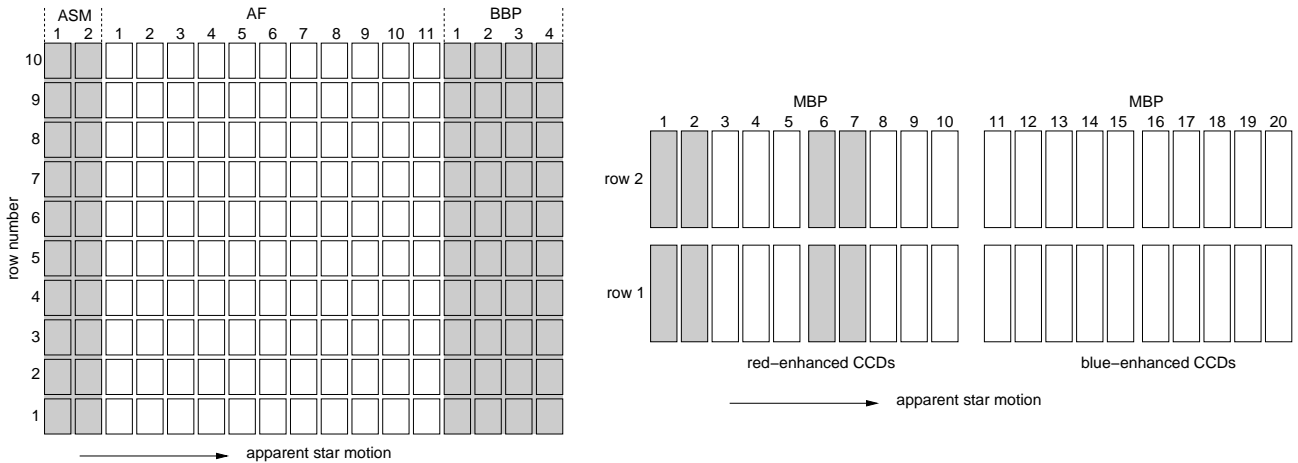 ASM AF BBP
1 2 1 2 3 4 5 6 7 8 9 10 11 1 2 3 4
row number
10
9
8
7
6
5
4
3
2
1
apparent star motion
MBP MBP
1 2 3 4 5 6 7 8 9 10 11 12 13 14 15 16 17 18 19 20
row 2
row 1
red−enhanced CCDs blue−enhanced CCDs
apparent star motion